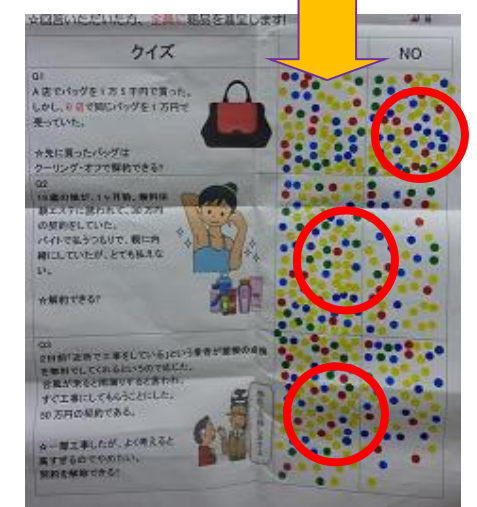 ☆回答いただいた方、全員に粗品を進呈します!
クイズ
NO
Q1
A店でバッグを1万5千円で買った。
しかし、B店で同じバッグを1万円で
売っていた。
☆先に買ったバッグは
クーリング・オフで解約できる?
Q2
19歳の娘が、1ヶ月前、無料体
験エステに誘われて、30万円
の契約をしていた。
バイトで払うつもりで、親に内
緒にしていたが、とても払えな
い。
☆解約できる?
Q3
2日前「近所で工事をしている」という業者が屋根の点検
を無料でしてくれるというので応じた。
台風が来ると雨漏りすると言われ、
すぐ工事にしてもらうことにした。
50万円の契約である。
☆一部工事したが、よく考えると
高すぎるのでやめたい。
契約を解除できる?